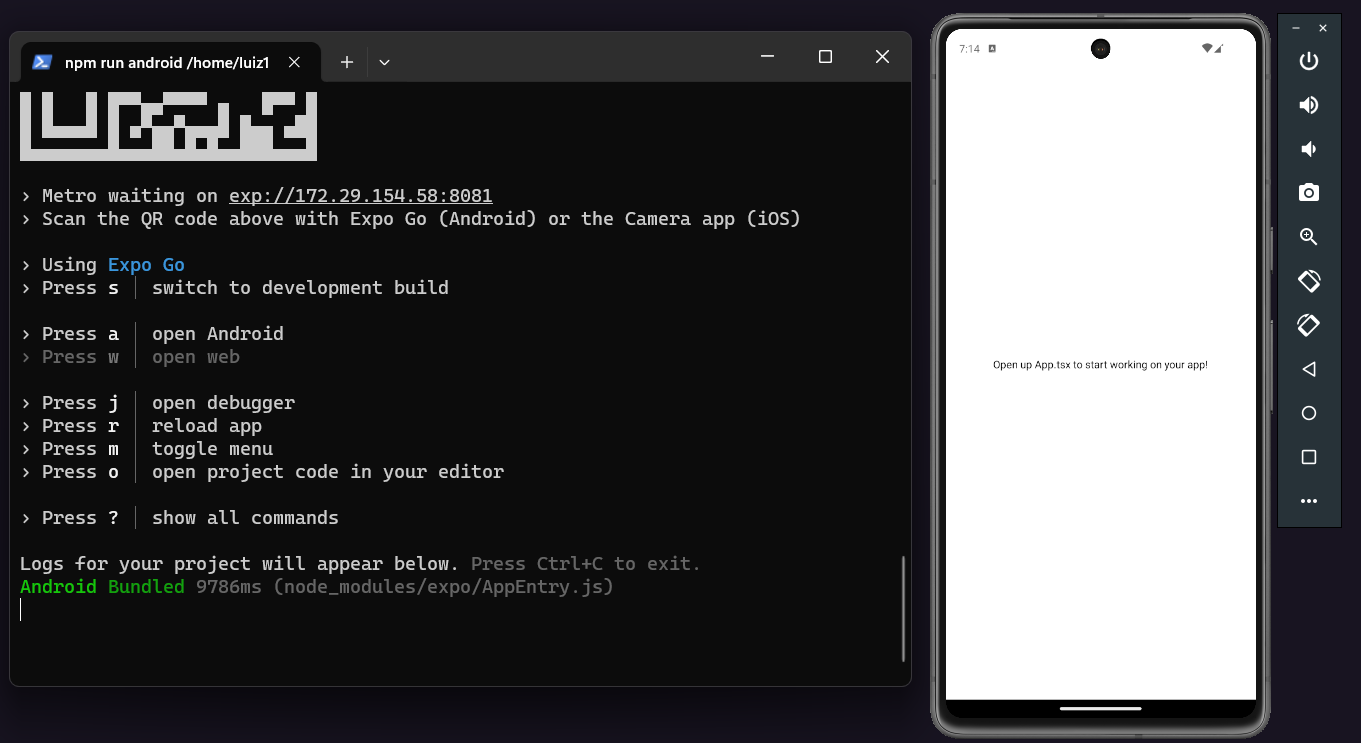 npm run android /home/luiz1
› Metro waiting on exp://172.29.154.58:8081
› Scan the QR code above with Expo Go (Android) or the Camera app (iOS)
› Using Expo Go
› Press s │ switch to development build
› Press a │ open Android
› Press w │ open web
› Press j │ open debugger
› Press r │ reload app
› Press m │ toggle menu
› Press o │ open project code in your editor
› Press ? │ show all commands
Logs for your project will appear below. Press Ctrl+C to exit.
Android Bundled 9786ms (node_modules/expo/AppEntry.js)
7:14
Open up App.tsx to start working on your app!